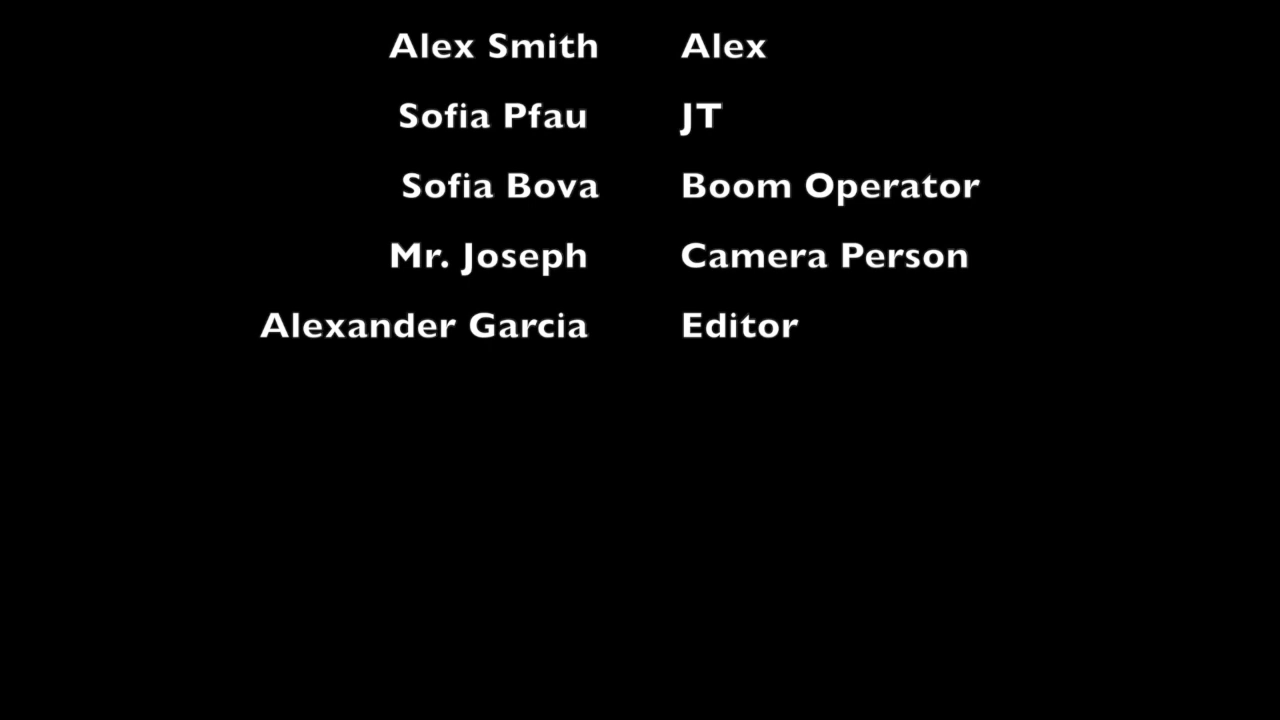 Alex Smith Alex
Sofia Pfau JT
Sofia Bova Boom Operator
Mr. Joseph Camera Person
Alexander Garcia Editor